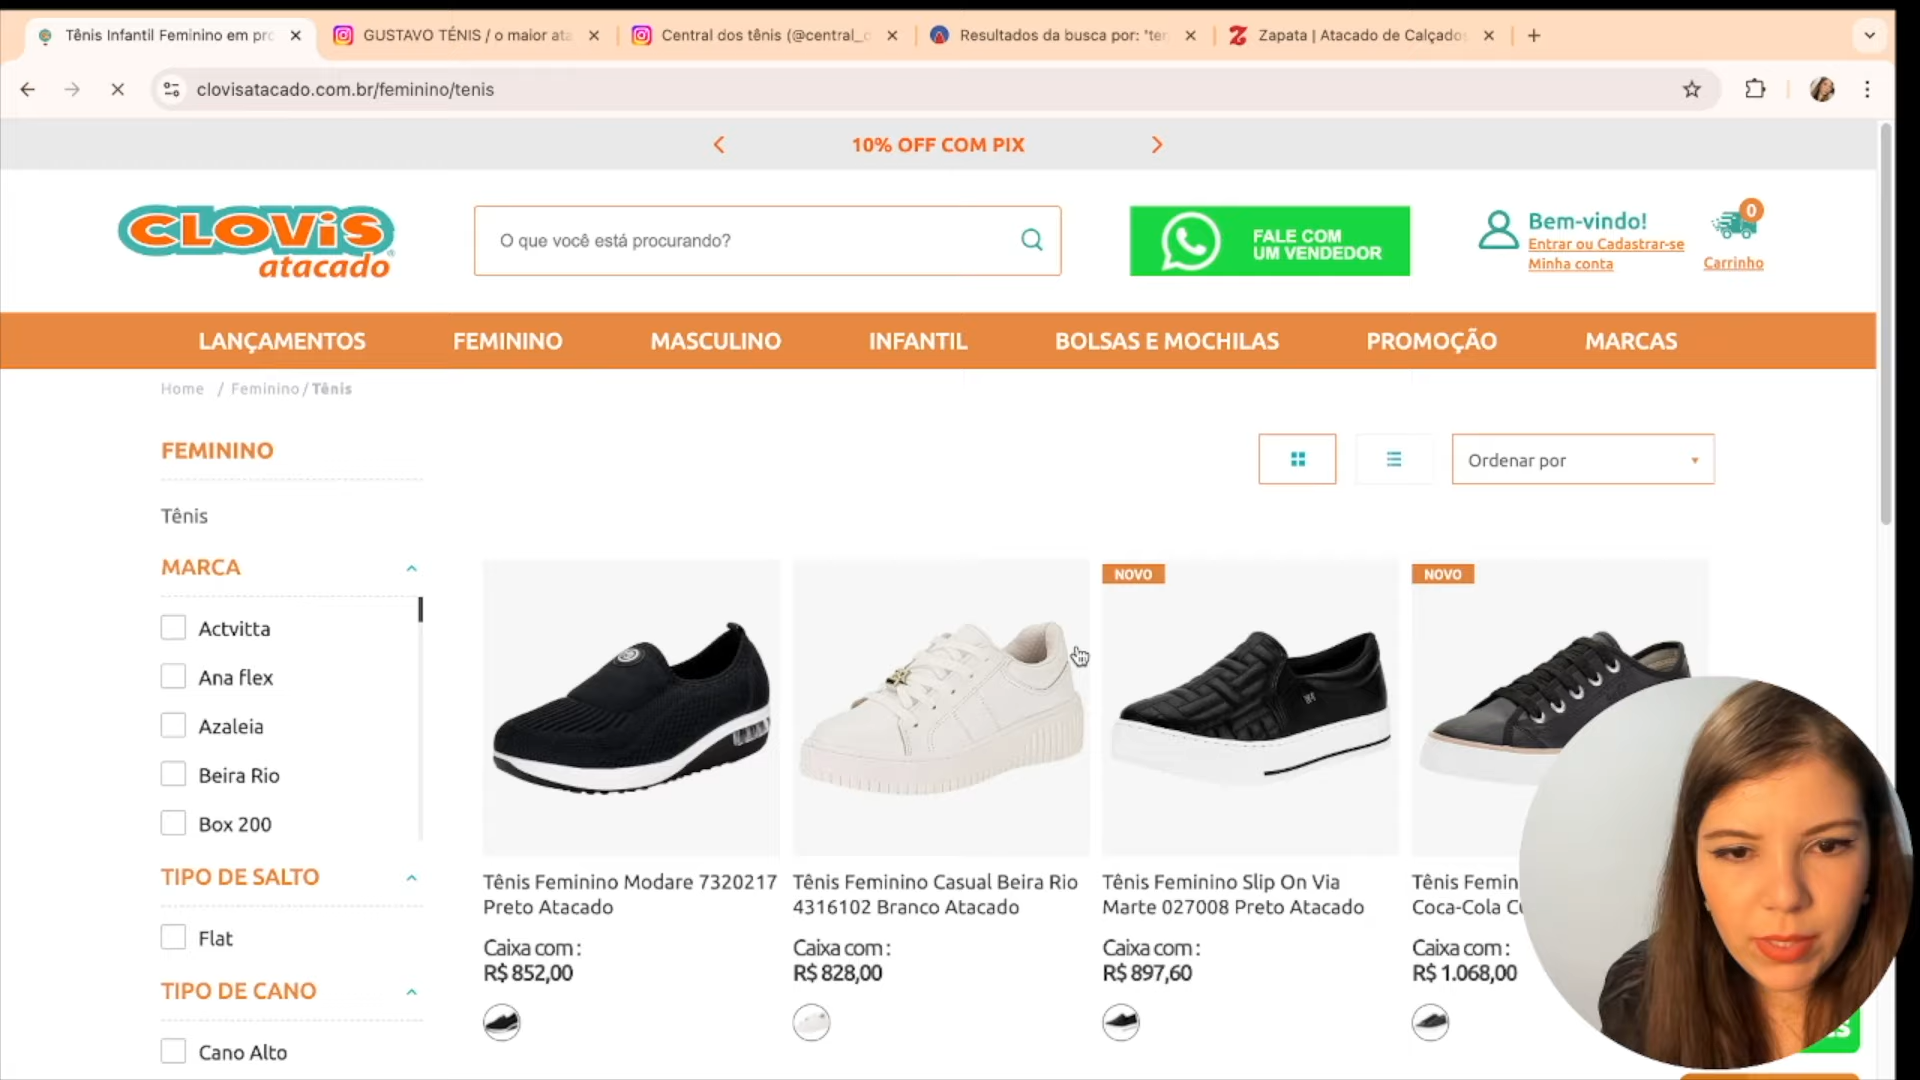 Tênis Infantil Feminino em pro
GUSTAVO TÊNIS / o maior ata
Central dos tênis (@central_
Resultados da busca por: "ten
Zapata | Atacado de Calçado
clovisatacado.com.br/feminino/tenis
10% OFF COM PIX
CLOVIS
atacado
O que você está procurando?
FALE COM
UM VENDEDOR
Bem-vindo!
Entrar ou Cadastrar-se
Minha conta
0
Carrinho
LANÇAMENTOS FEMININO MASCULINO INFANTIL BOLSAS E MOCHILAS PROMOÇÃO MARCAS
Home / Feminino / Tênis
FEMININO
Ordenar por
Tênis
MARCA
Actvitta
Ana flex
Azaleia
Beira Rio
Box 200
TIPO DE SALTO
Flat
TIPO DE CANO
Cano Alto
Tênis Feminino Modare 7320217
Preto Atacado
Caixa com :
R$ 852,00
Tênis Feminino Casual Beira Rio
4316102 Branco Atacado
Caixa com :
R$ 828,00
NOVO
Tênis Feminino Slip On Via
Marte 027008 Preto Atacado
Caixa com :
R$ 897,60
NOVO
Tênis Femin
Coca-Cola C
Caixa com :
R$ 1.068,00